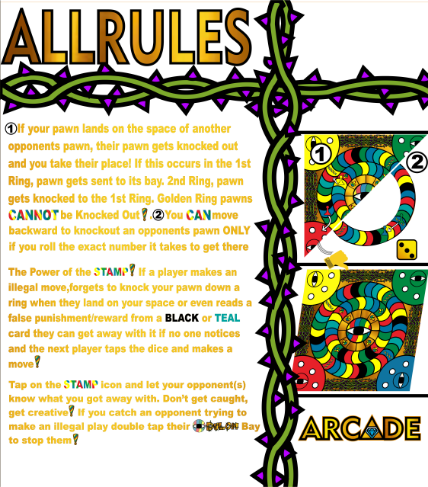 ALLRULES
①If your pawn lands on the space of another
opponents pawn, their pawn gets knocked out
and you take their place! If this occurs in the 1st
Ring, pawn gets sent to its bay. 2nd Ring, pawn
gets knocked to the 1st Ring. Golden Ring pawns
CANNOT be Knocked Out! .②You CAN move
backward to knockout an opponents pawn ONLY
if you roll the exact number it takes to get there
The Power of the STAMP! If a player makes an
illegal move,forgets to knock your pawn down a
ring when they land on your space or even reads a
false punishment/reward from a BLACK or TEAL
card they can get away with it if no one notices
and the next player taps the dice and makes a
move!
Tap on the STAMP icon and let your opponent(s)
know what you got away with. Don't get caught,
get creative! If you catch an opponent trying to
make an illegal play double tap their Bay
to stop them!
1
2
ARCADE